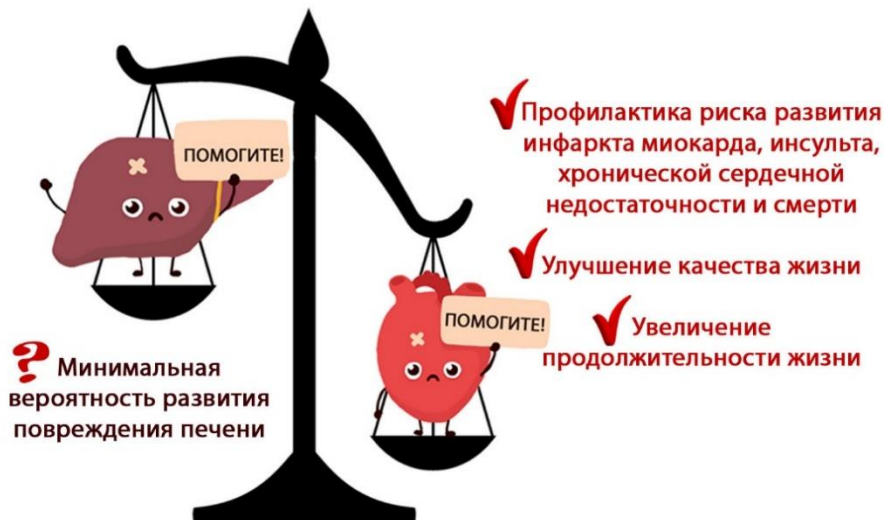 ПОМОГИТЕ!
? Минимальная
вероятность развития
повреждения печени
ПОМОГИТЕ!
Профилактика риска развития
инфаркта миокарда, инсульта,
хронической сердечной
недостаточности и смерти
Улучшение качества жизни
Увеличение
продолжительности жизни